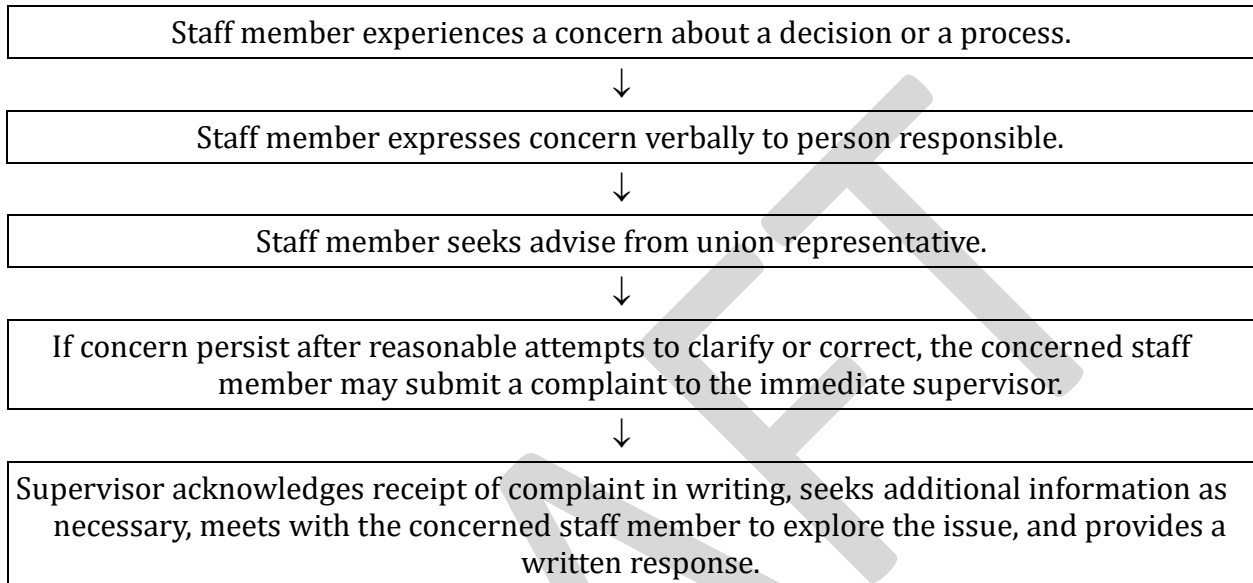 Staff member experiences a concern about a decision or a process.
↓
Staff member expresses concern verbally to person responsible.
↓
Staff member seeks advise from union representative.
↓
If concern persist after reasonable attempts to clarify or correct, the concerned staff
member may submit a complaint to the immediate supervisor.
↓
Supervisor acknowledges receipt of complaint in writing, seeks additional information as
necessary, meets with the concerned staff member to explore the issue, and provides a
written response.